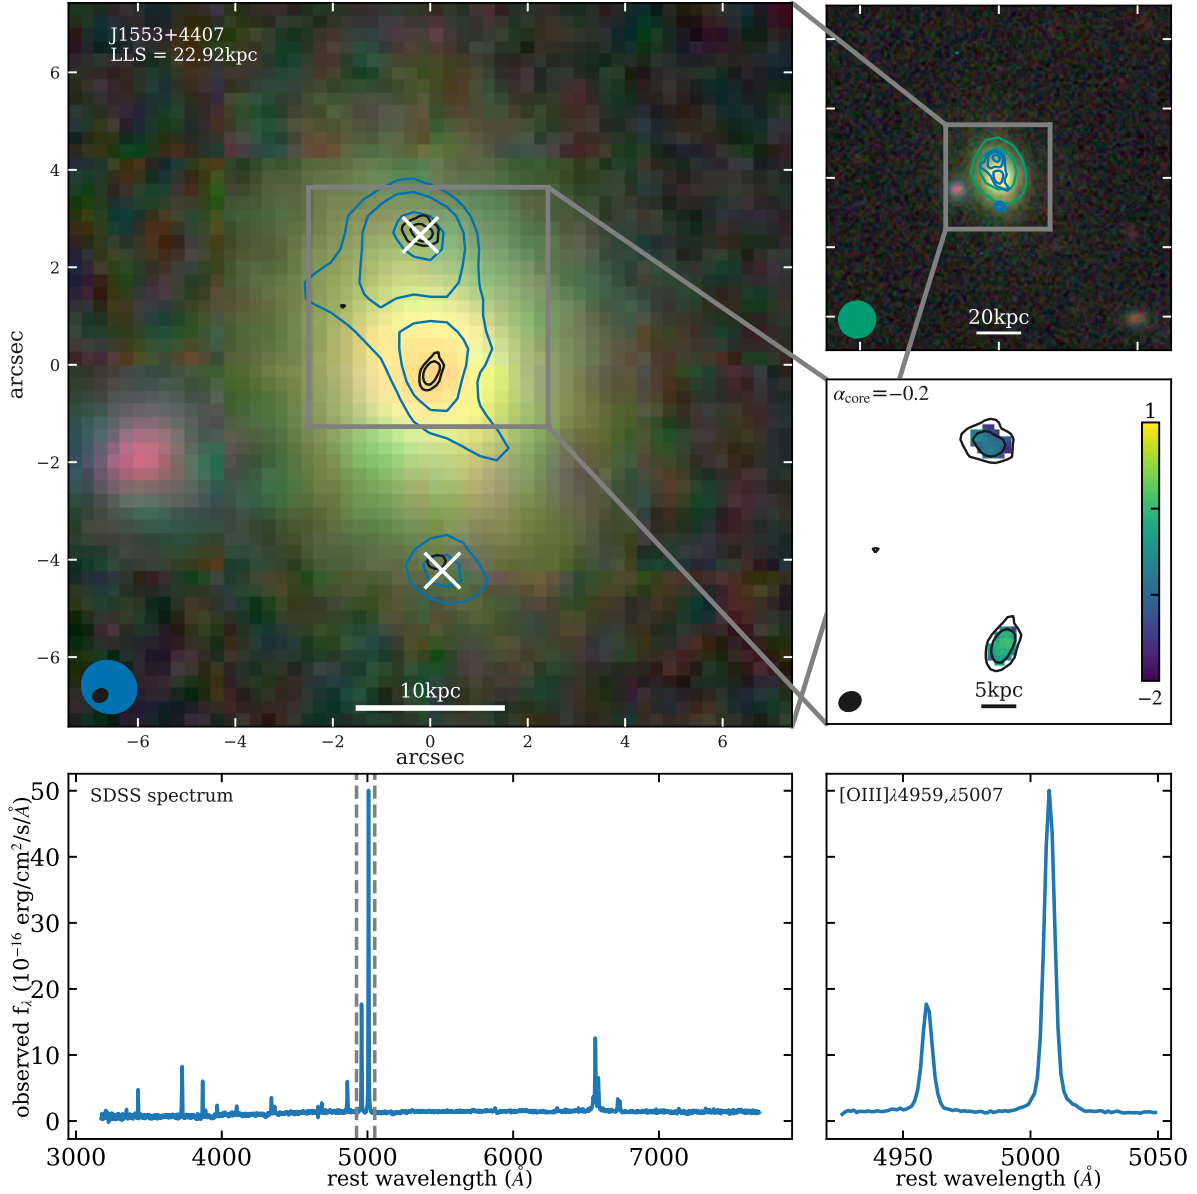 J1553+4407
LLS = 22.92kpc
6
4
2
0
−2
−4
−6
arcsec
10kpc
−6
−4
−2
0
2
4
6
arcsec
20kpc
α_core=−0.2
1
−2
5kpc
SDSS spectrum
50
40
30
20
10
0
observed f_λ (10⁻¹⁶ erg/cm²/s/Å)
3000
4000
5000
6000
7000
rest wavelength (Å)
[OIII]λ4959,λ5007
4950
5000
5050
rest wavelength (Å)